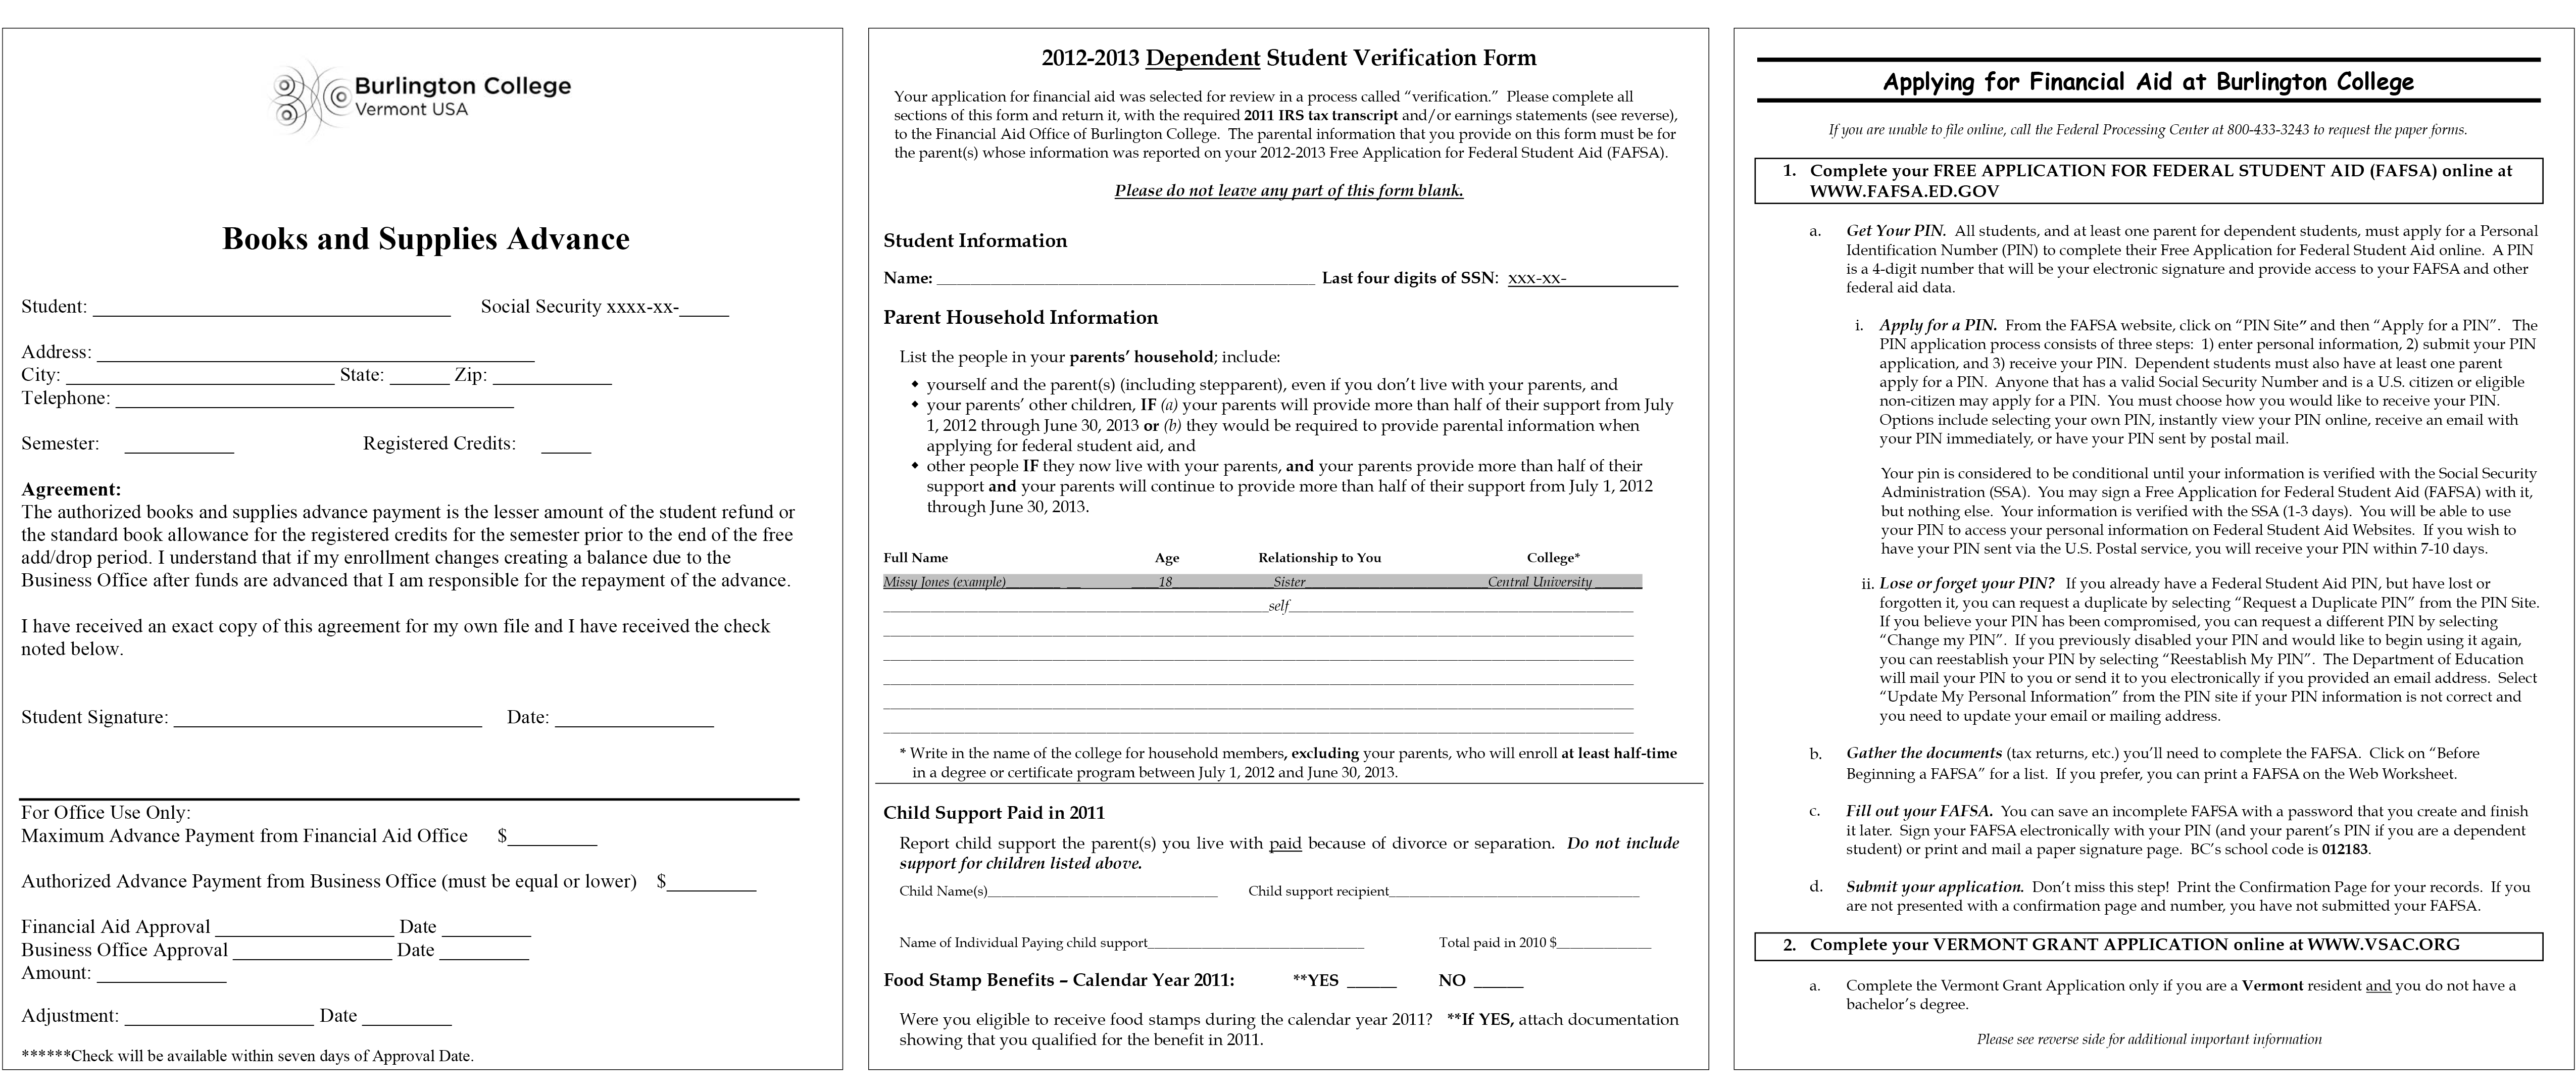 Burlington College
Vermont USA
Books and Supplies Advance
Student: ____________________ Social Security xxxx-xx-_____
Address: ____________________
City: ____________________ State: ______ Zip: ____________
Telephone: ____________________
Semester: ___________ Registered Credits: _____
Agreement:
The authorized books and supplies advance payment is the lesser amount of the student refund or
the standard book allowance for the registered credits for the semester prior to the end of the free
add/drop period. I understand that if my enrollment changes creating a balance due to the
Business Office after funds are advanced that I am responsible for the repayment of the advance.
I have received an exact copy of this agreement for my own file and I have received the check
noted below.
Student Signature: ____________________ Date: ________________
For Office Use Only:
Maximum Advance Payment from Financial Aid Office $_________
Authorized Advance Payment from Business Office (must be equal or lower) $_________
Financial Aid Approval __________________ Date _________
Business Office Approval ________________ Date _________
Amount: _____________
Adjustment: ___________________ Date _________
******Check will be available within seven days of Approval Date.
2012-2013 Dependent Student Verification Form
Your application for financial aid was selected for review in a process called “verification.” Please complete all
sections of this form and return it, with the required 2011 IRS tax transcript and/or earnings statements (see reverse),
to the Financial Aid Office of Burlington College. The parental information that you provide on this form must be for
the parent(s) whose information was reported on your 2012-2013 Free Application for Federal Student Aid (FAFSA).
Please do not leave any part of this form blank.
Student Information
Name: ____________________ Last four digits of SSN: xxx-xx-____________
Parent Household Information
List the people in your parents’ household; include:
◆ yourself and the parent(s) (including stepparent), even if you don’t live with your parents, and
◆ your parents’ other children, IF (a) your parents will provide more than half of their support from July
1, 2012 through June 30, 2013 or (b) they would be required to provide parental information when
applying for federal student aid, and
◆ other people IF they now live with your parents, and your parents provide more than half of their
support and your parents will continue to provide more than half of their support from July 1, 2012
through June 30, 2013.
Full Name Age Relationship to You College*
Missy Jones (example) 18 Sister Central University
self
* Write in the name of the college for household members, excluding your parents, who will enroll at least half-time
in a degree or certificate program between July 1, 2012 and June 30, 2013.
Child Support Paid in 2011
Report child support the parent(s) you live with paid because of divorce or separation. Do not include
support for children listed above.
Child Name(s)____________________ Child support recipient____________________
Name of Individual Paying child support____________________ Total paid in 2010 $______________
Food Stamp Benefits – Calendar Year 2011: **YES ______ NO ______
Were you eligible to receive food stamps during the calendar year 2011? **If YES, attach documentation
showing that you qualified for the benefit in 2011.
Applying for Financial Aid at Burlington College
If you are unable to file online, call the Federal Processing Center at 800-433-3243 to request the paper forms.
1. Complete your FREE APPLICATION FOR FEDERAL STUDENT AID (FAFSA) online at
WWW.FAFSA.ED.GOV
a. Get Your PIN. All students, and at least one parent for dependent students, must apply for a Personal
Identification Number (PIN) to complete their Free Application for Federal Student Aid online. A PIN
is a 4-digit number that will be your electronic signature and provide access to your FAFSA and other
federal aid data.
i. Apply for a PIN. From the FAFSA website, click on “PIN Site” and then “Apply for a PIN”. The
PIN application process consists of three steps: 1) enter personal information, 2) submit your PIN
application, and 3) receive your PIN. Dependent students must also have at least one parent
apply for a PIN. Anyone that has a valid Social Security Number and is a U.S. citizen or eligible
non-citizen may apply for a PIN. You must choose how you would like to receive your PIN.
Options include selecting your own PIN, instantly view your PIN online, receive an email with
your PIN immediately, or have your PIN sent by postal mail.
Your pin is considered to be conditional until your information is verified with the Social Security
Administration (SSA). You may sign a Free Application for Federal Student Aid (FAFSA) with it,
but nothing else. Your information is verified with the SSA (1-3 days). You will be able to use
your PIN to access your personal information on Federal Student Aid Websites. If you wish to
have your PIN sent via the U.S. Postal service, you will receive your PIN within 7-10 days.
ii. Lose or forget your PIN? If you already have a Federal Student Aid PIN, but have lost or
forgotten it, you can request a duplicate by selecting “Request a Duplicate PIN” from the PIN Site.
If you believe your PIN has been compromised, you can request a different PIN by selecting
“Change my PIN”. If you previously disabled your PIN and would like to begin using it again,
you can reestablish your PIN by selecting “Reestablish My PIN”. The Department of Education
will mail your PIN to you or send it to you electronically if you provided an email address. Select
“Update My Personal Information” from the PIN site if your PIN information is not correct and
you need to update your email or mailing address.
b. Gather the documents (tax returns, etc.) you’ll need to complete the FAFSA. Click on “Before
Beginning a FAFSA” for a list. If you prefer, you can print a FAFSA on the Web Worksheet.
c. Fill out your FAFSA. You can save an incomplete FAFSA with a password that you create and finish
it later. Sign your FAFSA electronically with your PIN (and your parent’s PIN if you are a dependent
student) or print and mail a paper signature page. BC’s school code is 012183.
d. Submit your application. Don’t miss this step! Print the Confirmation Page for your records. If you
are not presented with a confirmation page and number, you have not submitted your FAFSA.
2. Complete your VERMONT GRANT APPLICATION online at WWW.VSAC.ORG
a. Complete the Vermont Grant Application only if you are a Vermont resident and you do not have a
bachelor’s degree.
Please see reverse side for additional important information